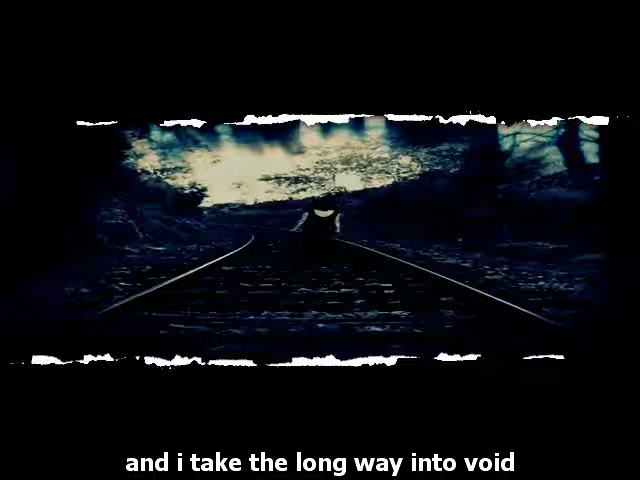 and i take the long way into void